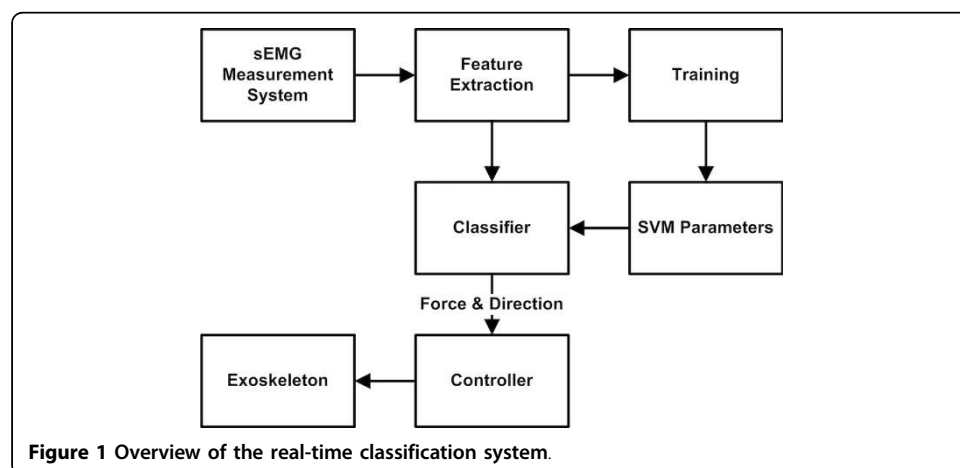 sEMG
Measurement
System
Feature
Extraction
Training
Classifier
SVM Parameters
Force & Direction
Exoskeleton
Controller
Figure 1 Overview of the real-time classification system.